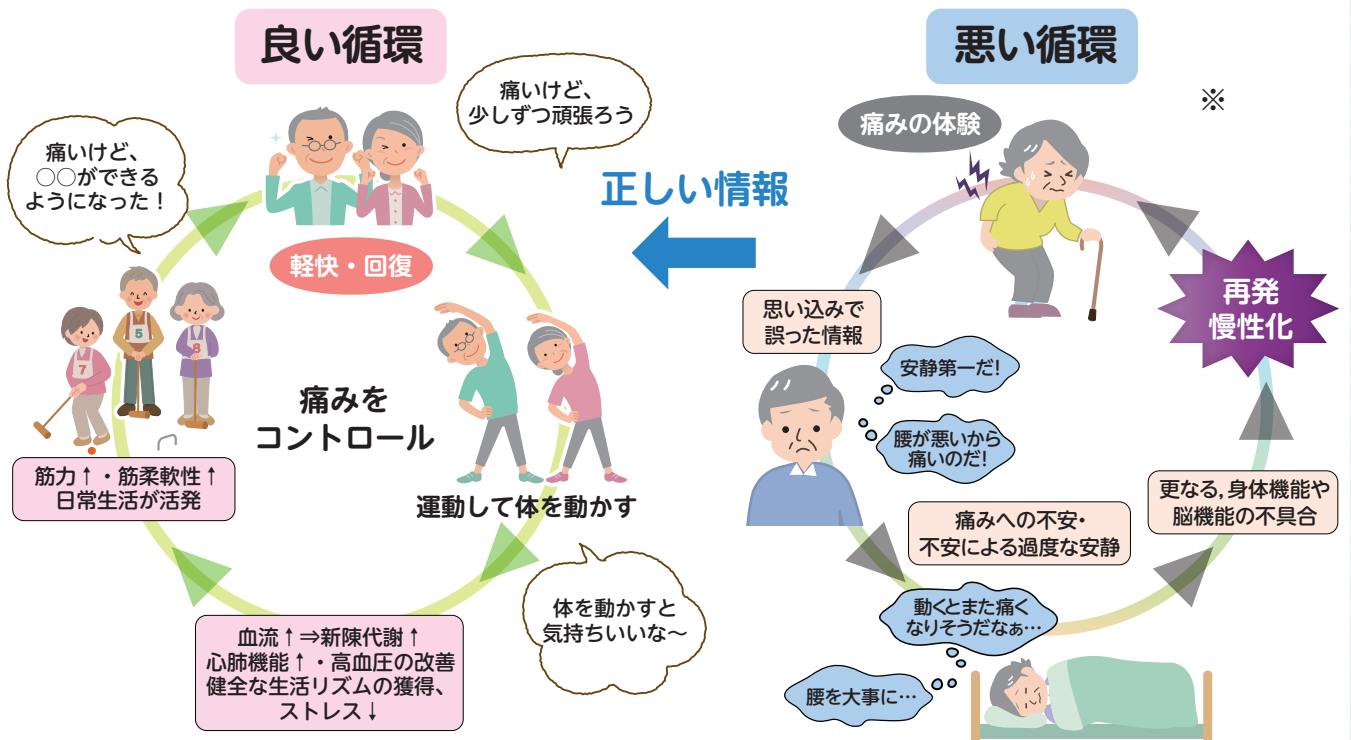 良い循環
痛いけど、
少しずつ頑張ろう
痛いけど、
○○ができる
ようになった！
軽快・回復
痛みを
コントロール
運動して体を動かす
筋力↑・筋柔軟性↑
日常生活が活発
体を動かすと
気持ちいいな～
血流↑⇒新陳代謝↑
心肺機能↑・高血圧の改善
健全な生活リズムの獲得、
ストレス↓
5
7
8
正しい情報
悪い循環
※
痛みの体験
思い込みで
誤った情報
安静第一だ!
腰が悪いから
痛いのだ!
痛みへの不安・
不安による過度な安静
動くとまた痛く
なりそうだなぁ…
腰を大事に…
更なる,身体機能や
脳機能の不具合
再発
慢性化